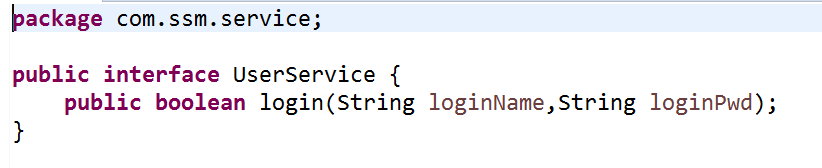 package com.ssm.service;
public interface UserService {
    public boolean login(String loginName,String loginPwd);
}